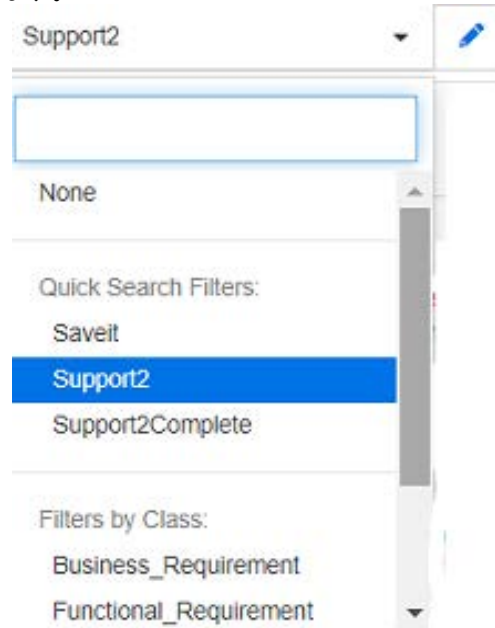 Support2
None
Quick Search Filters:
Saveit
Support2
Support2Complete
Filters by Class:
Business_Requirement
Functional_Requirement